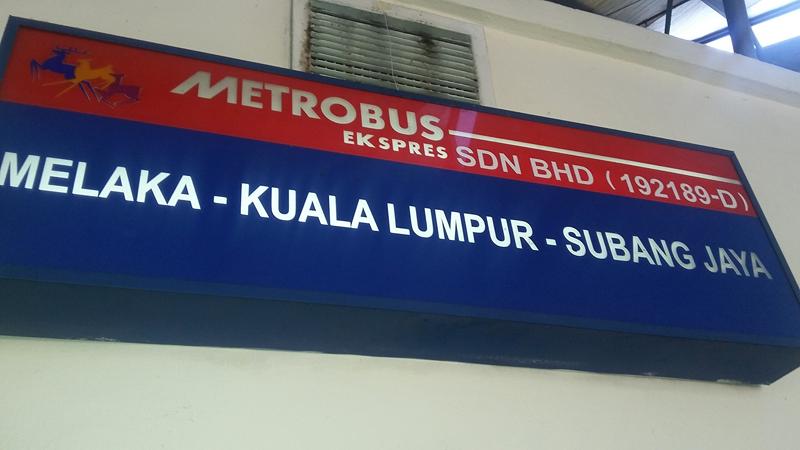 METROBUS
EKSPRES SDN BHD (192189-D)
MELAKA - KUALA LUMPUR - SUBANG JAYA